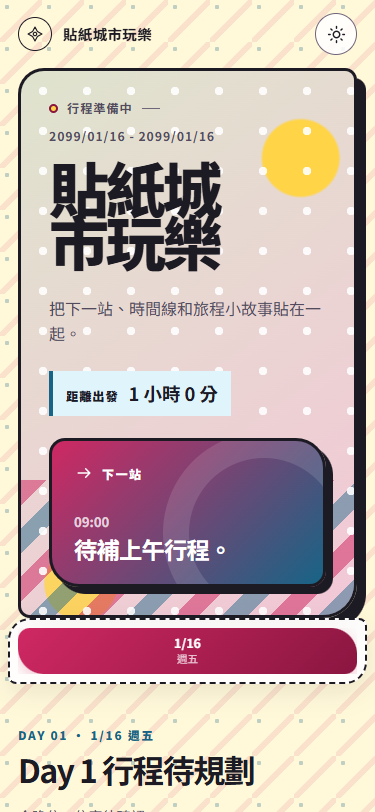 貼紙城市玩樂
行程準備中
2099/01/16 - 2099/01/16
貼紙城
市玩樂
把下一站、時間線和旅程小故事貼在一
起。
距離出發 1 小時 0 分
下一站
09:00
待補上午行程。
1/16
週五
DAY 01 · 1/16 週五
Day 1 行程待規劃